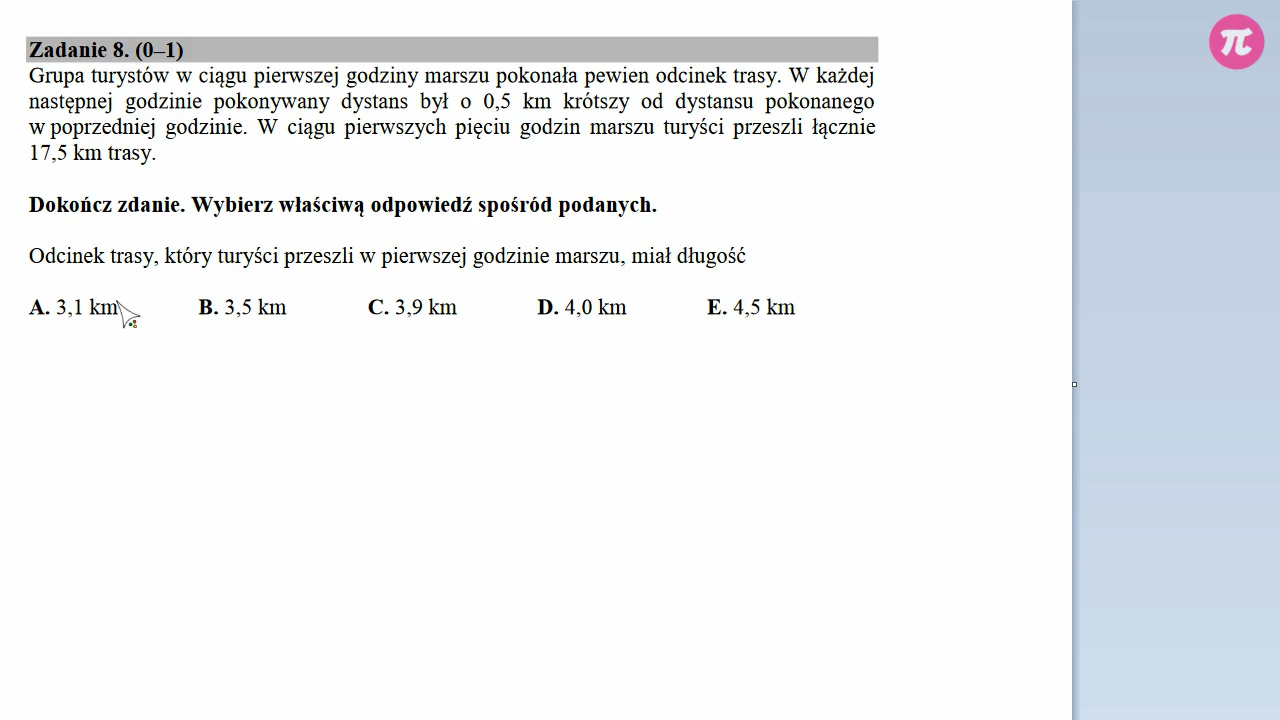 Zadanie 8. (0–1)
Grupa turystów w ciągu pierwszej godziny marszu pokonała pewien odcinek trasy. W każdej
następnej godzinie pokonywany dystans był o 0,5 km krótszy od dystansu pokonanego
w poprzedniej godzinie. W ciągu pierwszych pięciu godzin marszu turyści przeszli łącznie
17,5 km trasy.
Dokończ zdanie. Wybierz właściwą odpowiedź spośród podanych.
Odcinek trasy, który turyści przeszli w pierwszej godzinie marszu, miał długość
A. 3,1 km B. 3,5 km C. 3,9 km D. 4,0 km E. 4,5 km
π